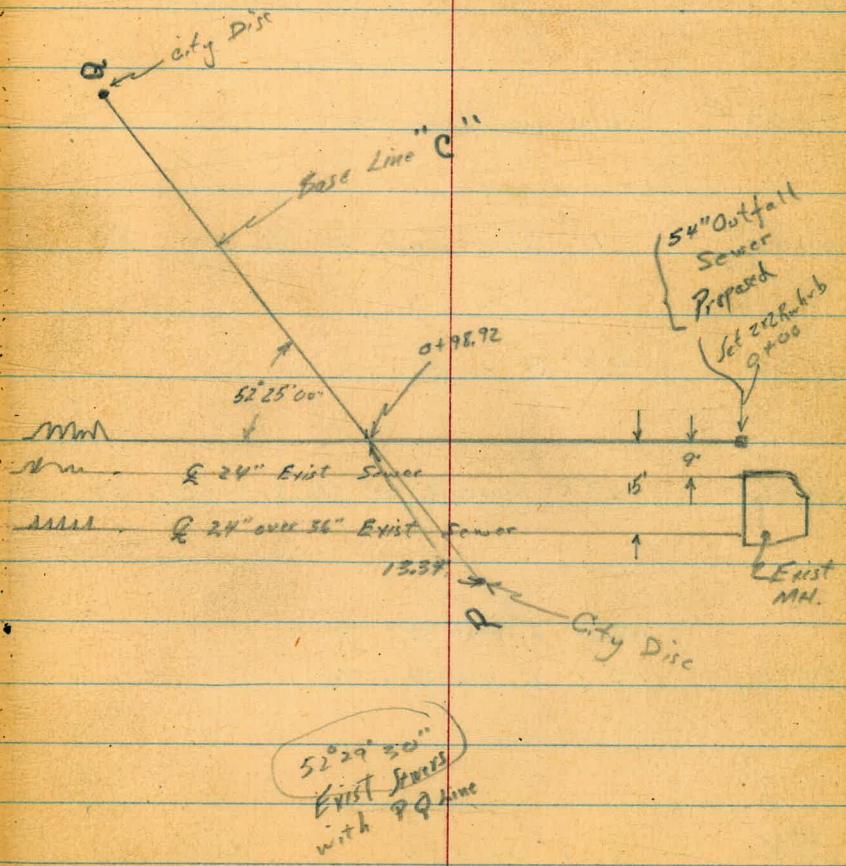 Q
City Disc
Base Line "C"
54" Outfall
Sewer
Proposed
Set 2x2 Rw hub
0+00
0+98.92
52°25'00"
℄ 24" Exist Sewer
9'
15'
℄ 24" over 36" Exist Sewer
13.39'
Exist
MH.
P
City Disc
52°29'30"
Exist Sewers
with PQ Line